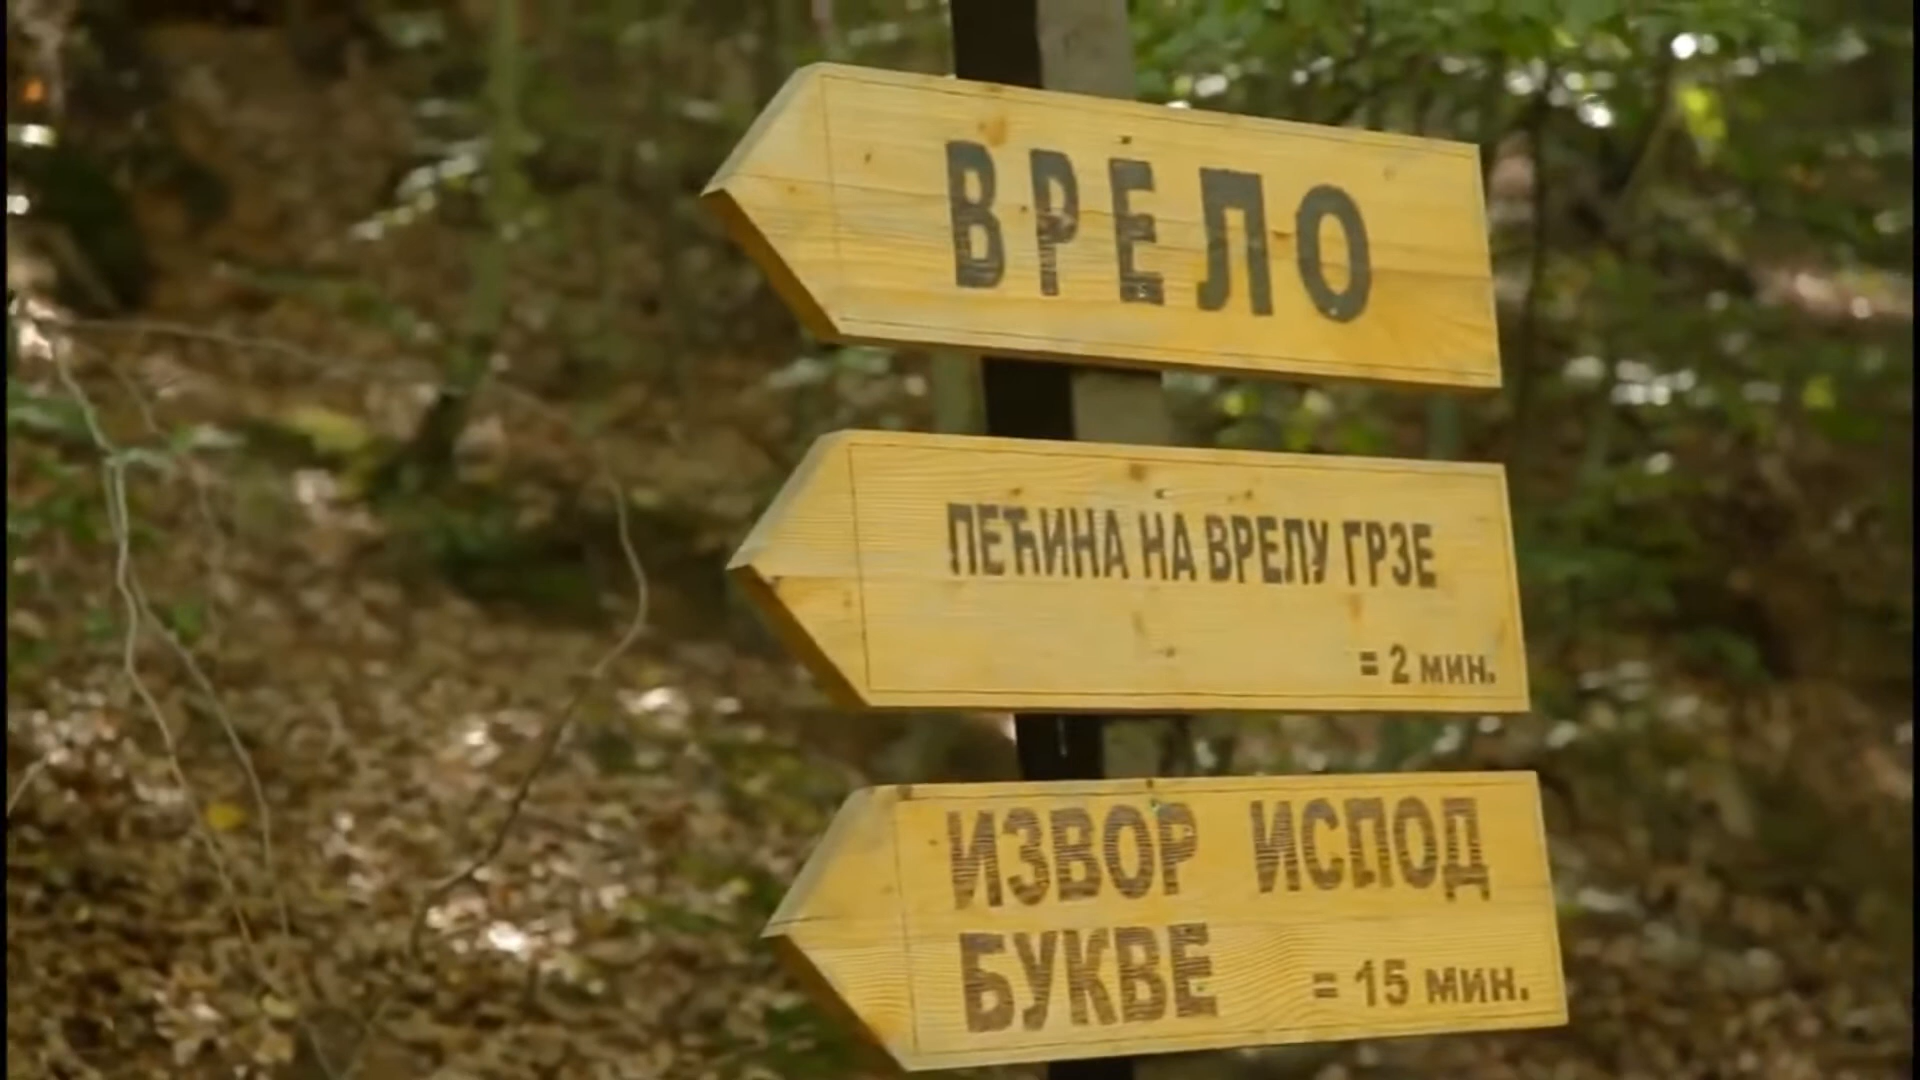 ВРЕЛО
ПЕЋИНА НА ВРЕЛУ ГРЗЕ
= 2 мин.
ИЗВОР ИСПОД
БУКВЕ = 15 мин.